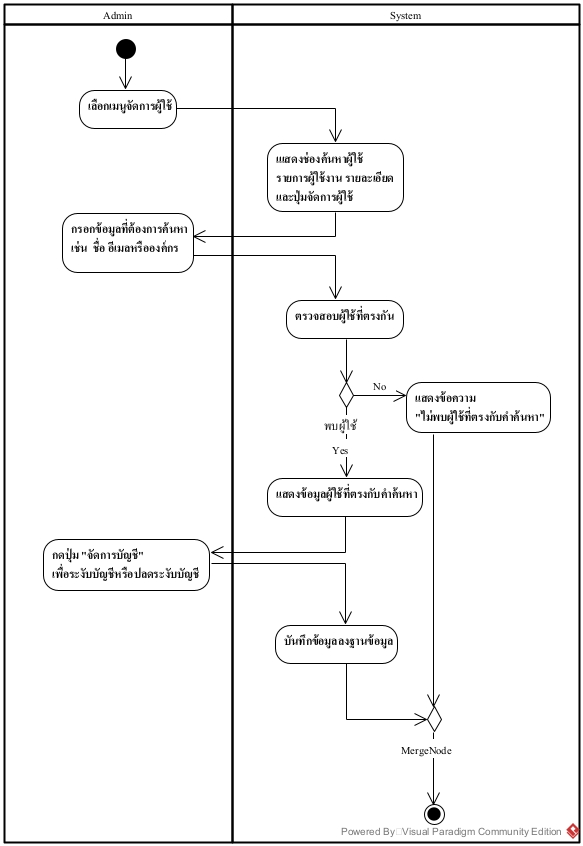 Admin
System
เลือกเมนูจัดการผู้ใช้
แสดงช่องค้นหาผู้ใช้
รายการผู้ใช้งาน รายละเอียด
และปุ่มจัดการผู้ใช้
กรอกข้อมูลที่ต้องการค้นหา
เช่น ชื่อ อีเมลหรือองค์กร
ตรวจสอบผู้ใช้ที่ตรงกัน
No
แสดงข้อความ
"ไม่พบผู้ใช้ที่ตรงกับคำค้นหา"
พบผู้ใช้
Yes
แสดงข้อมูลผู้ใช้ที่ตรงกับคำค้นหา
กดปุ่ม "จัดการบัญชี"
เพื่อระงับบัญชีหรือปลดระงับบัญชี
บันทึกข้อมูลลงฐานข้อมูล
MergeNode
Powered By Visual Paradigm Community Edition